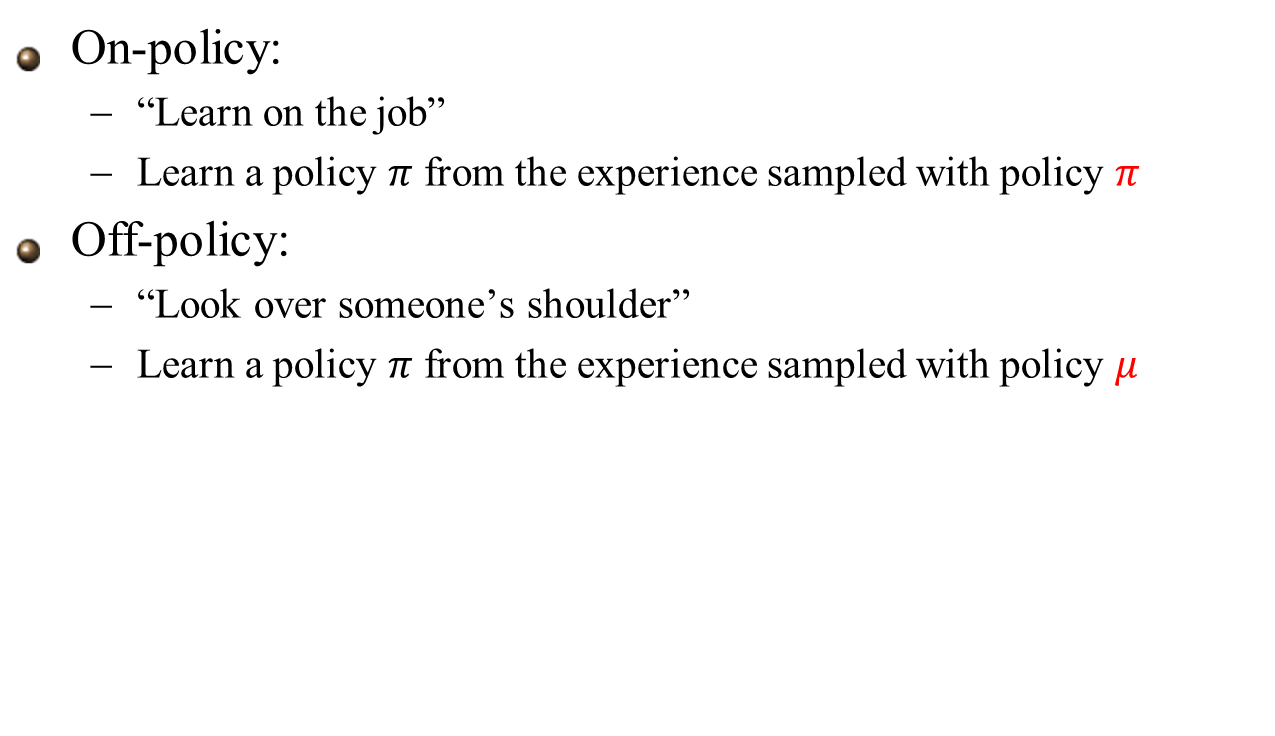 On-policy:
– “Learn on the job”
– Learn a policy 𝜋 from the experience sampled with policy 𝜋
Off-policy:
– “Look over someone’s shoulder”
– Learn a policy 𝜋 from the experience sampled with policy 𝜇